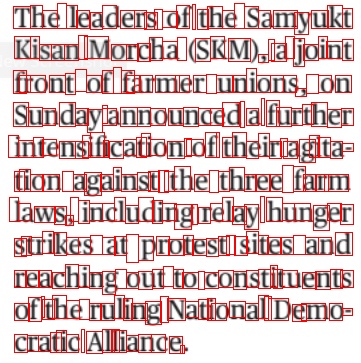 The leaders of the Samyukt
Kisan Morcha (SKM), a joint
front of farmer unions, on
Sunday announced a further
intensification of their agita-
tion against the three farm
laws, including relay hunger
strikes at protest sites and
reaching out to constituents
of the ruling National Demo-
cratic Alliance.